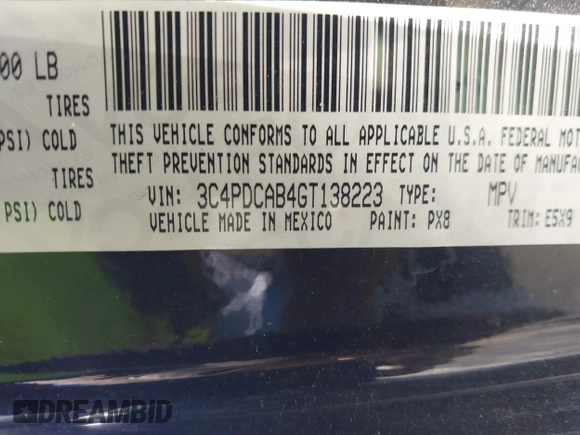 00 LB
TIRES
PSI) COLD
TIRES
PSI) COLD
THIS VEHICLE CONFORMS TO ALL APPLICABLE U.S.A. FEDERAL MOT
THEFT PREVENTION STANDARDS IN EFFECT ON THE DATE OF MANUFA
VIN: 3C4PDCAB4GT138223 TYPE: MPV
VEHICLE MADE IN MEXICO PAINT: PX8 TRIM: E5X9
DREAMBID